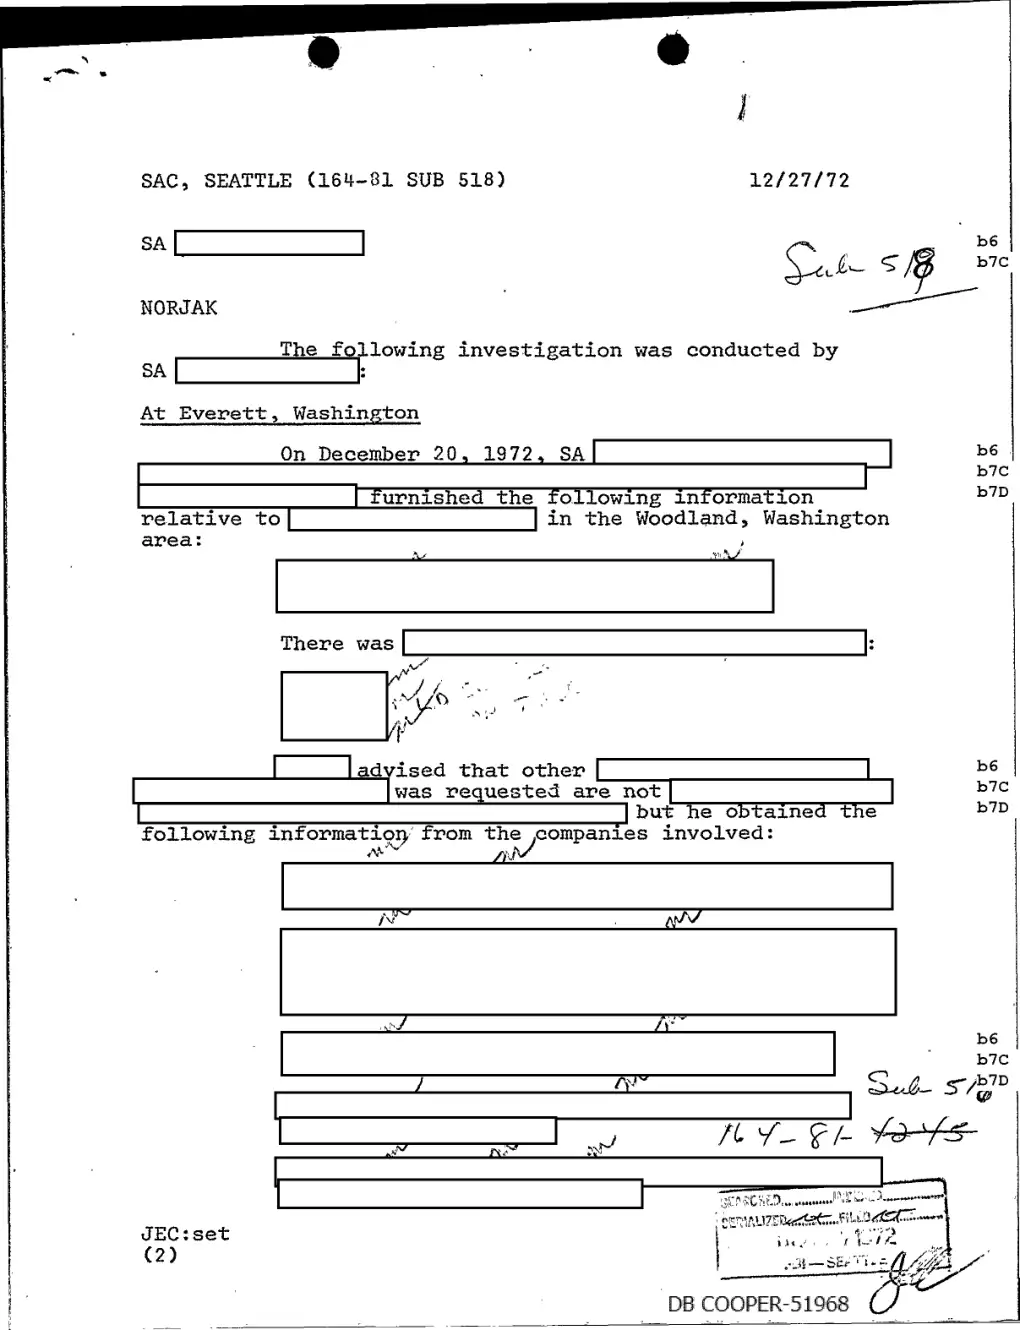 SAC, SEATTLE (164-81 SUB 518) 12/27/72
SA b6
Sub 518 b7C
NORJAK
The following investigation was conducted by
SA :
At Everett, Washington
On December 20, 1972, SA b6
b7C
furnished the following information b7D
relative to in the Woodland, Washington
area:
There was :
advised that other b6
was requested are not b7C
but he obtained the b7D
following information from the companies involved:
b6
b7C
Sub 518 b7D
164-81-1245
SEARCHED INDEXED
SERIALIZED FILED
JEC:set 1972
(2) FBI—SEATTLE
DB COOPER-51968